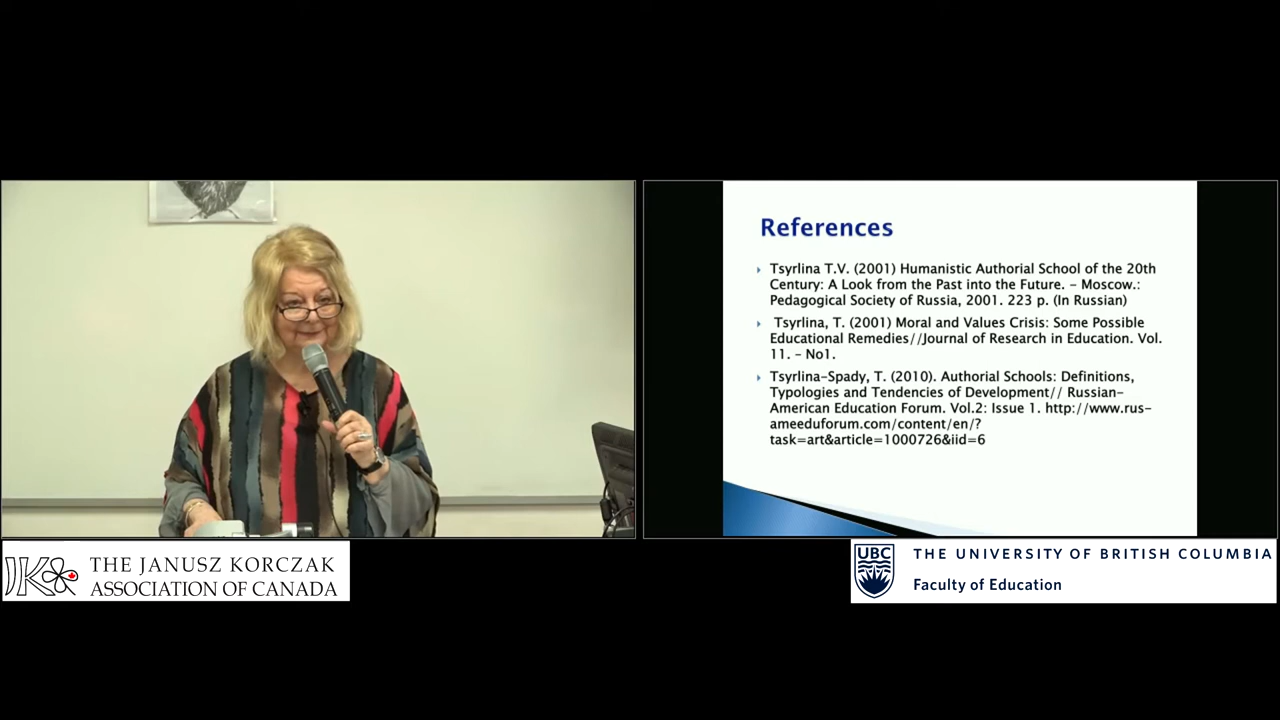 References
Tsyrlina T.V. (2001) Humanistic Authorial School of the 20th
Century: A Look from the Past into the Future. – Moscow.:
Pedagogical Society of Russia, 2001. 223 p. (In Russian)
Tsyrlina, T. (2001) Moral and Values Crisis: Some Possible
Educational Remedies//Journal of Research in Education. Vol.
11. – No1.
Tsyrlina-Spady, T. (2010). Authorial Schools: Definitions,
Typologies and Tendencies of Development// Russian-
American Education Forum. Vol.2: Issue 1. http://www.rus-
ameeduforum.com/content/en/?
task=art&article=1000726&iid=6
JK
THE JANUSZ KORCZAK
ASSOCIATION OF CANADA
UBC
THE UNIVERSITY OF BRITISH COLUMBIA
Faculty of Education